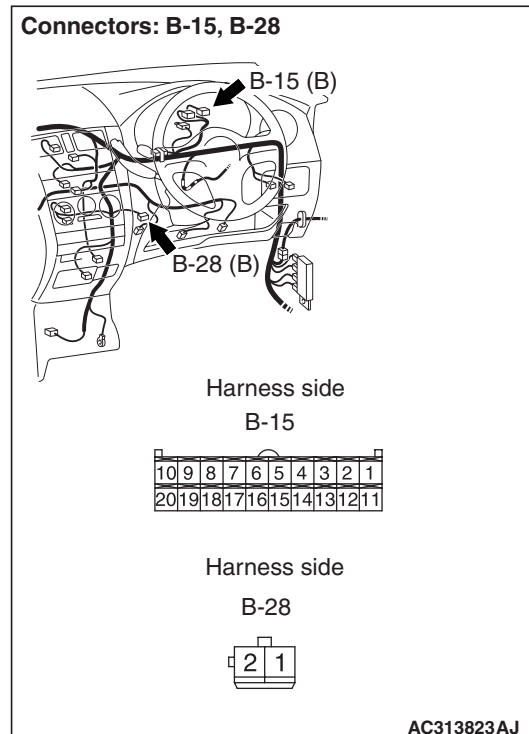 Connectors: B-15, B-28
B-15 (B)
B-28 (B)
Harness side
B-15
10 9 8 7 6 5 4 3 2 1
20 19 18 17 16 15 14 13 12 11
Harness side
B-28
2 1
AC313823AJ